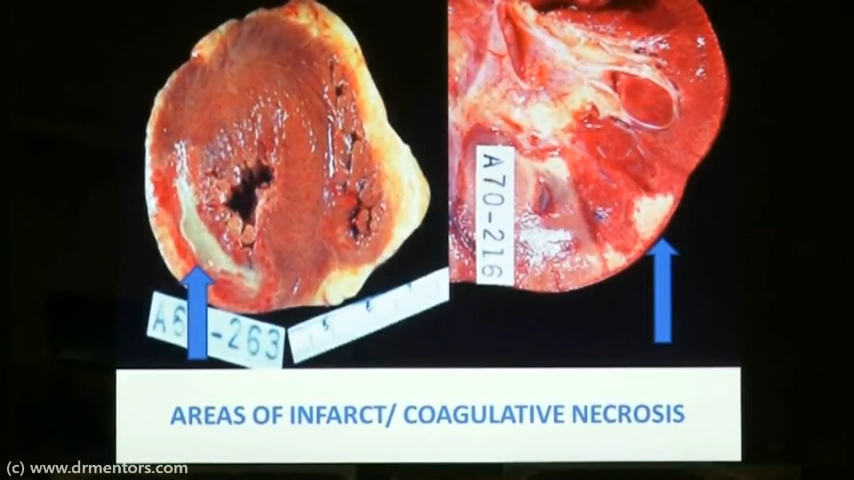 A70-216
A6 -263
AREAS OF INFARCT/ COAGULATIVE NECROSIS
(c) www.drmentors.com